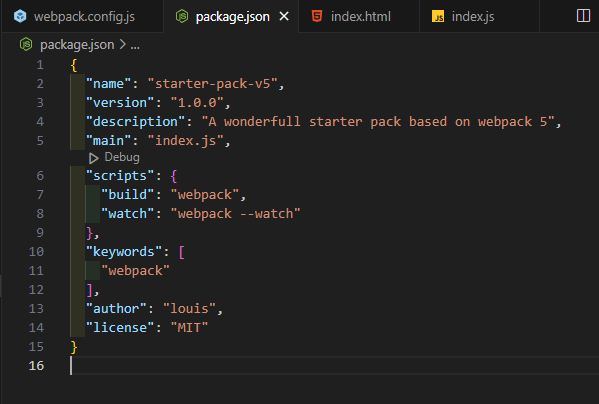 webpack.config.js package.json index.html JS index.js
package.json > ...
1 {
2 "name": "starter-pack-v5",
3 "version": "1.0.0",
4 "description": "A wonderfull starter pack based on webpack 5",
5 "main": "index.js",
Debug
6 "scripts": {
7 "build": "webpack",
8 "watch": "webpack --watch"
9 },
10 "keywords": [
11 "webpack"
12 ],
13 "author": "louis",
14 "license": "MIT"
15 }
16